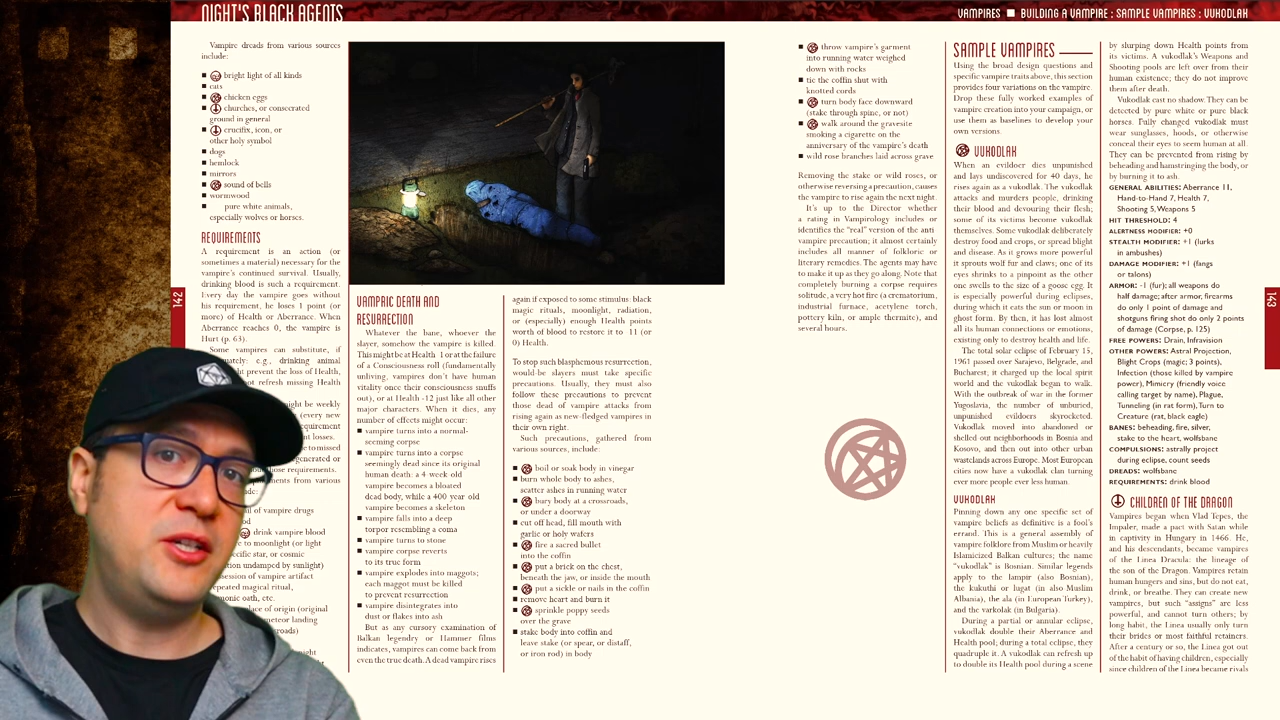 NIGHT'S BLACK AGENTS
VAMPIRES ■ BUILDING A VAMPIRE : SAMPLE VAMPIRES : VUKODLAK
Vampire dreads from various sources
include:
■ bright light of all kinds
■ cats
■ chicken eggs
■ churches, or consecrated
ground in general
■ crucifix, icon, or
other holy symbol
■ dogs
■ hemlock
■ mirrors
■ sound of bells
■ wormwood
■ pure white animals,
especially wolves or horses.
REQUIREMENTS
A requirement is an action (or
sometimes a material) necessary for the
vampire's continued survival. Usually,
drinking blood is such a requirement.
Every day the vampire goes without
his requirement, he loses 1 point (or
more) of Health or Aberrance. When
Aberrance reaches 0, the vampire is
Hurt (p. 63).
Some vampires can substitute, if
e.g., drinking animal
prevent the loss of Health,
refresh missing Health
be weekly
(every new
requirement
losses.
to missed
or
requirements.
from various
of vampire drugs
drink vampire blood
to moonlight (or light
star, or cosmic
undamped by sunlight)
of vampire artifact
magical ritual,
oath, etc.
of origin (original
landing
142
VAMPIRIC DEATH AND
RESURRECTION
Whatever the bane, whoever the
slayer, somehow the vampire is killed.
This might be at Health 1 or at the failure
of a Consciousness roll (fundamentally
unliving, vampires don't have human
vitality once their consciousness snuffs
out), or at Health -12 just like all other
major characters. When it dies, any
number of effects might occur:
■ vampire turns into a normal-
seeming corpse
■ vampire turns into a corpse
seemingly dead since its original
human death: a 4 week old
vampire becomes a bloated
dead body, while a 400 year old
vampire becomes a skeleton
■ vampire falls into a deep
torpor resembling a coma
■ vampire turns to stone
■ vampire corpse reverts
to its true form
■ vampire explodes into maggots;
each maggot must be killed
to prevent resurrection
■ vampire disintegrates into
dust or flakes into ash
But as any cursory examination of
Balkan legendry or Hammer films
indicates, vampires can come back from
even the true death. A dead vampire rises
again if exposed to some stimulus: black
magic rituals, moonlight, radiation,
or (especially) enough Health points
worth of blood to restore it to -11 (or
0) Health.
To stop such blasphemous resurrection,
would-be slayers must take specific
precautions. Usually, they must also
follow these precautions to prevent
those dead of vampire attacks from
rising again as new-fledged vampires in
their own right.
Such precautions, gathered from
various sources, include:
■ boil or soak body in vinegar
■ burn whole body to ashes,
scatter ashes in running water
■ bury body at a crossroads,
or under a doorway
■ cut off head, fill mouth with
garlic or holy wafers
■ fire a sacred bullet
into the coffin
■ put a brick on the chest,
beneath the jaw, or inside the mouth
■ put a sickle or nails in the coffin
■ remove heart and burn it
■ sprinkle poppy seeds
over the grave
■ stake body into coffin and
leave stake (or spear, or distaff,
or iron rod) in body
■ throw vampire's garment
into running water weighed
down with rocks
■ tie the coffin shut with
knotted cords
■ turn body face downward
(stake through spine, or not)
■ walk around the gravesite
smoking a cigarette on the
anniversary of the vampire's death
■ wild rose branches laid across grave
Removing the stake or wild roses, or
otherwise reversing a precaution, causes
the vampire to rise again the next night.
It's up to the Director whether
a rating in Vampirology includes or
identifies the "real" version of the anti
vampire precaution; it almost certainly
includes all manner of folkloric or
literary remedies. The agents may have
to make it up as they go along. Note that
completely burning a corpse requires
solitude, a very hot fire (a crematorium,
industrial furnace, acetylene torch,
pottery kiln, or ample thermite), and
several hours.
SAMPLE VAMPIRES
Using the broad design questions and
specific vampire traits above, this section
provides four variations on the vampire.
Drop these fully worked examples of
vampire creation into your campaign, or
use them as baselines to develop your
own versions.
VUKODLAK
When an evildoer dies unpunished
and lays undiscovered for 40 days, he
rises again as a vukodlak. The vukodlak
attacks and murders people, drinking
their blood and devouring their flesh;
some of its victims become vukodlak
themselves. Some vukodlak deliberately
destroy food and crops, or spread blight
and disease. As it grows more powerful
it sprouts wolf fur and claws; one of its
eyes shrinks to a pinpoint as the other
one swells to the size of a goose egg. It
is especially powerful during eclipses,
during which it eats the sun or moon in
ghost form. By then, it has lost almost
all its human connections or emotions,
existing only to destroy health and life.
The total solar eclipse of February 15,
1961 passed over Sarajevo, Belgrade, and
Bucharest, it charged up the local spirit
world and the vukodlak began to walk.
With the outbreak of war in the former
Yugoslavia, the number of unburied,
unpunished evildoers skyrocketed.
Vukodlak moved into abandoned or
shelled out neighborhoods in Bosnia and
Kosovo, and then out into other urban
wastelands across Europe. Most European
cities now have a vukodlak clan turning
ever more people ever less human.
VUKODLAK
Pinning down any one specific set of
vampire beliefs as definitive is a fool's
errand. This is a general assembly of
vampire folklore from Muslim or heavily
Islamicized Balkan cultures; the name
"vukodlak" is Bosnian. Similar legends
apply to the lampir (also Bosnian),
the kukuthi or lugat (in also Muslim
Albania), the ala (in European Turkey),
and the varkolak (in Bulgaria).
During a partial or annular eclipse,
vukodlak double their Aberrance and
Health pool; during a total eclipse, they
quadruple it. A vukodlak can refresh up
to double its Health pool during a scene
by slurping down Health points from
its victims. A vukodlak's Weapons and
Shooting pools are left over from their
human existence; they do not improve
them after death.
Vukodlak cast no shadow. They can be
detected by pure white or pure black
horses. Fully changed vukodlak must
wear sunglasses, hoods, or otherwise
conceal their eyes to seem human at all.
They can be prevented from rising by
beheading and hamstringing the body, or
by burning it to ash.
GENERAL ABILITIES: Aberrance 11,
Hand-to-Hand 7, Health 7,
Shooting 5, Weapons 5
HIT THRESHOLD: 4
ALERTNESS MODIFIER: +0
STEALTH MODIFIER: +1 (lurks
in ambushes)
DAMAGE MODIFIER: +1 (fangs
or talons)
ARMOR: -1 (fur); all weapons do
half damage; after armor, firearms
do only 1 point of damage and
shotguns firing shot do only 2 points
of damage (Corpse, p. 125)
FREE POWERS: Drain, Infravision
OTHER POWERS: Astral Projection,
Blight Crops (magic; 3 points),
Infection (those killed by vampire
power), Mimicry (friendly voice
calling target by name), Plague,
Tunneling (in rat form), Turn to
Creature (rat, black eagle)
BANES: beheading, fire, silver,
stake to the heart, wolfsbane
COMPULSIONS: astrally project
during eclipse, count seeds
DREADS: wolfsbane
REQUIREMENTS: drink blood
CHILDREN OF THE DRAGON
Vampires began when Vlad Tepes, the
Impaler, made a pact with Satan while
in captivity in Hungary in 1466. He,
and his descendants, became vampires
of the Linea Dracula: the lineage of
the son of the Dragon. Vampires retain
human hungers and sins, but do not eat,
drink, or breathe. They can create new
vampires, but such "assigns" are less
powerful, and cannot turn others; by
long habit, the Linea usually only turn
their brides or most faithful retainers.
After a century or so, the Linea got out
of the habit of having children, especially
since children of the Linea became rivals
143